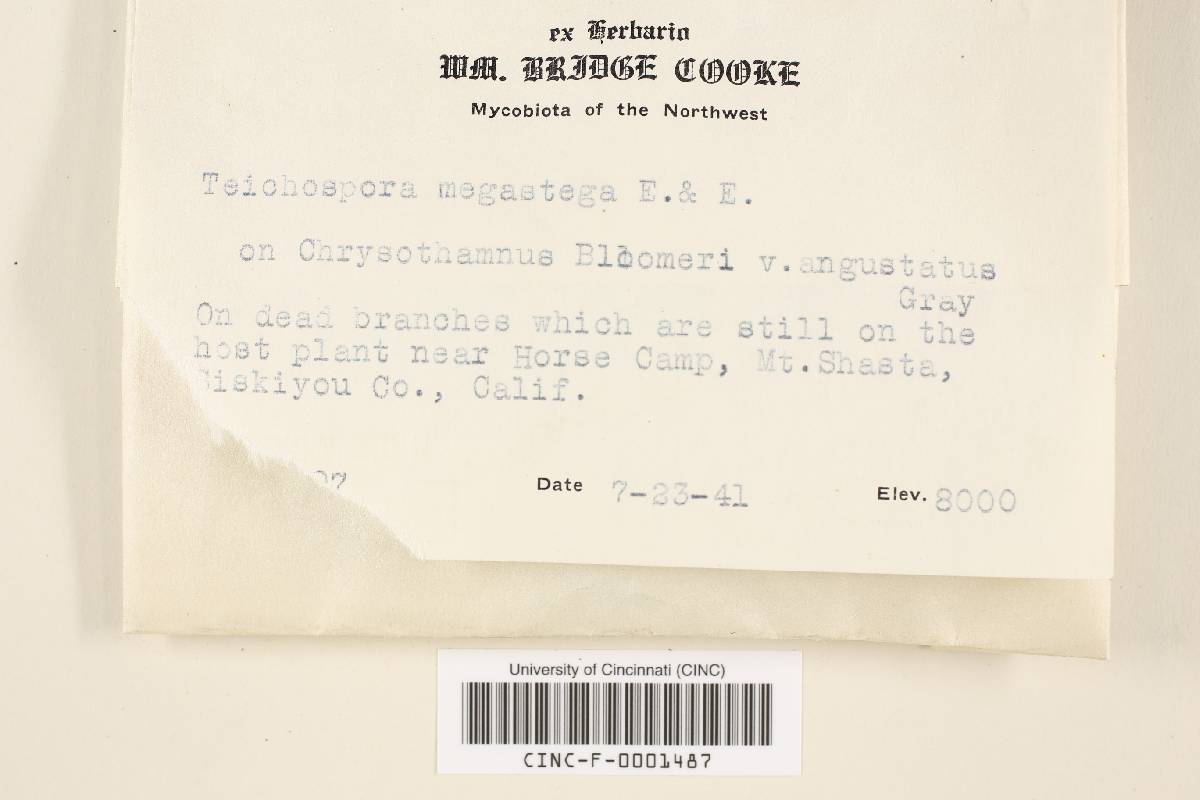 ex Herbario
WM. BRIDGE COOKE
Mycobiota of the Northwest
Teichospora megastega E.& E.
on Chrysothamnus Bloomeri v.angustatus
Gray
On dead branches which are still on the
host plant near Horse Camp, Mt.Shasta,
Siskiyou Co., Calif.
Date 7-23-41 Elev. 8000
University of Cincinnati (CINC)
CINC-F-0001487